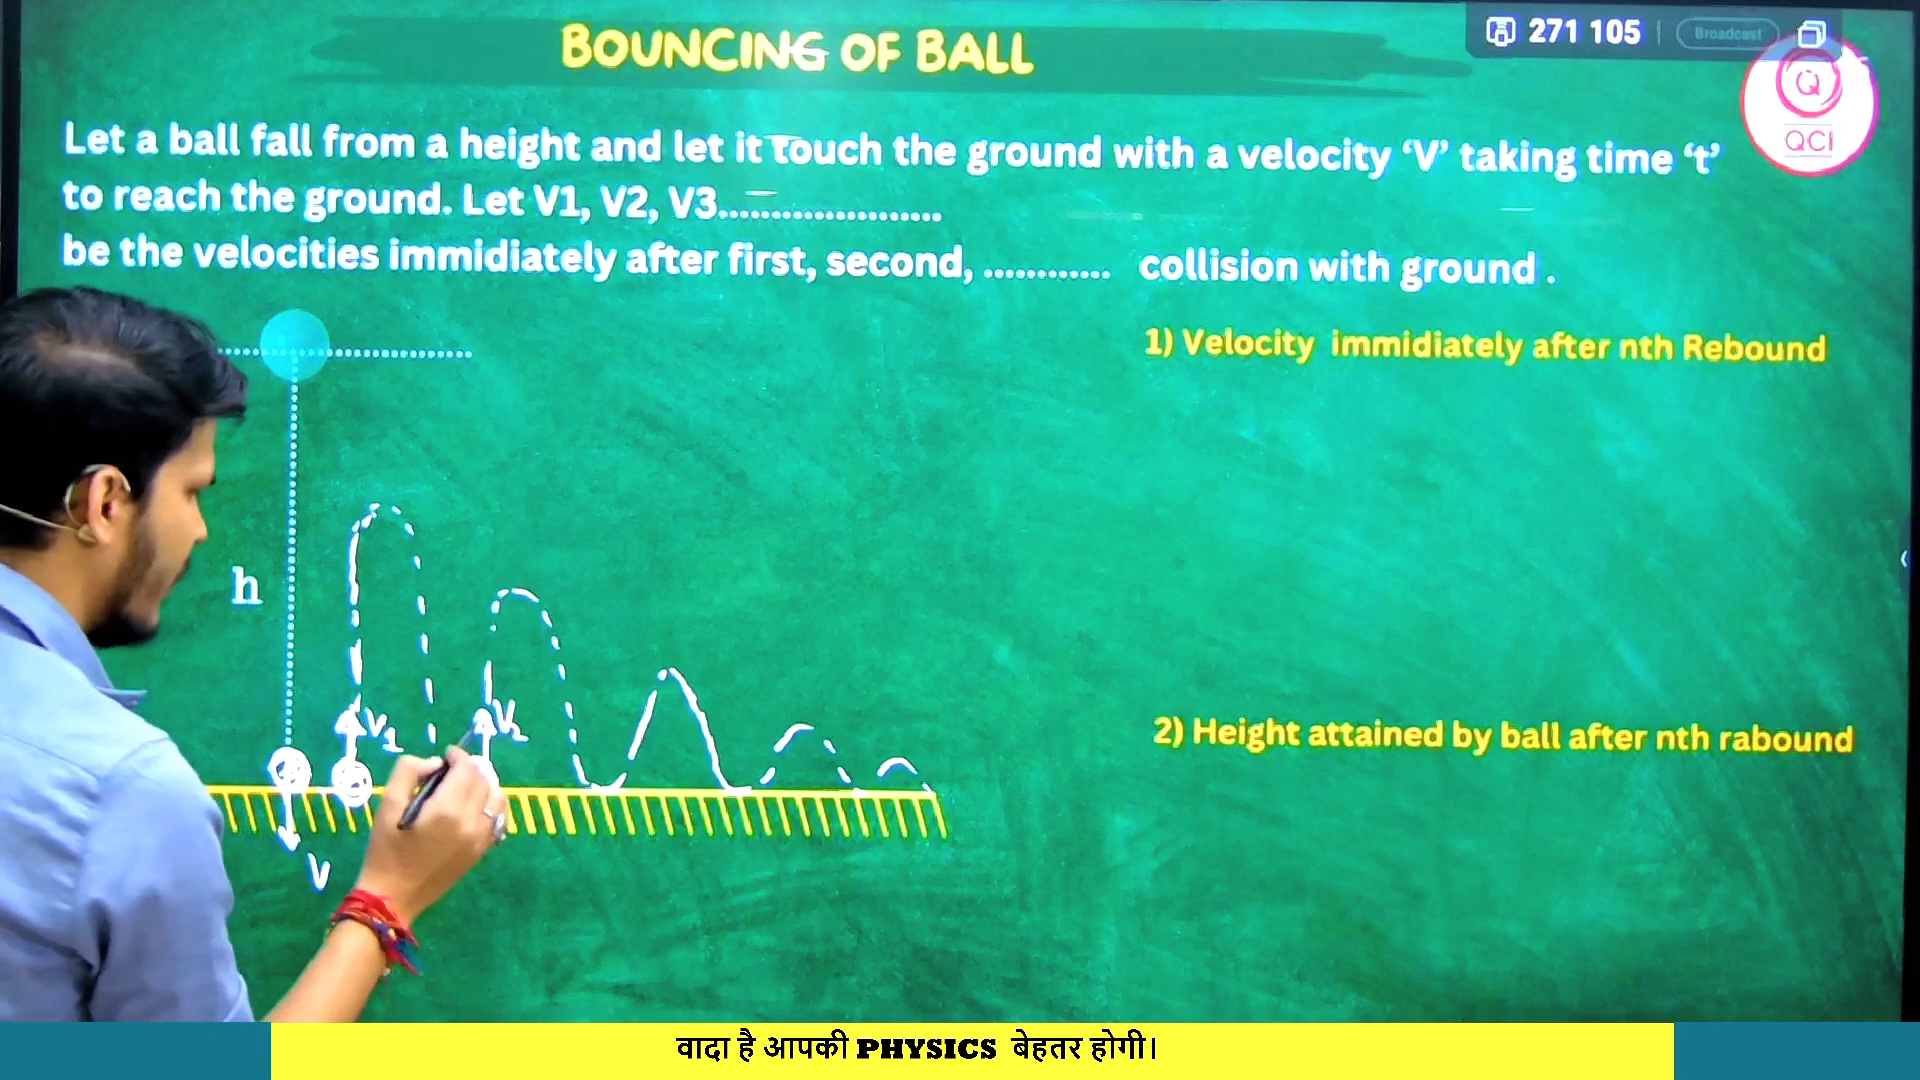 BOUNCING OF BALL
271 105
Broadcast
Q
QCI
Let a ball fall from a height and let it touch the ground with a velocity ‘V’ taking time ‘t’
to reach the ground. Let V1, V2, V3.....................
be the velocities immidiately after first, second, ............ collision with ground .
1) Velocity immidiately after nth Rebound
h
V1
V2
2) Height attained by ball after nth rabound
V
वादा है आपकी PHYSICS बेहतर होगी।